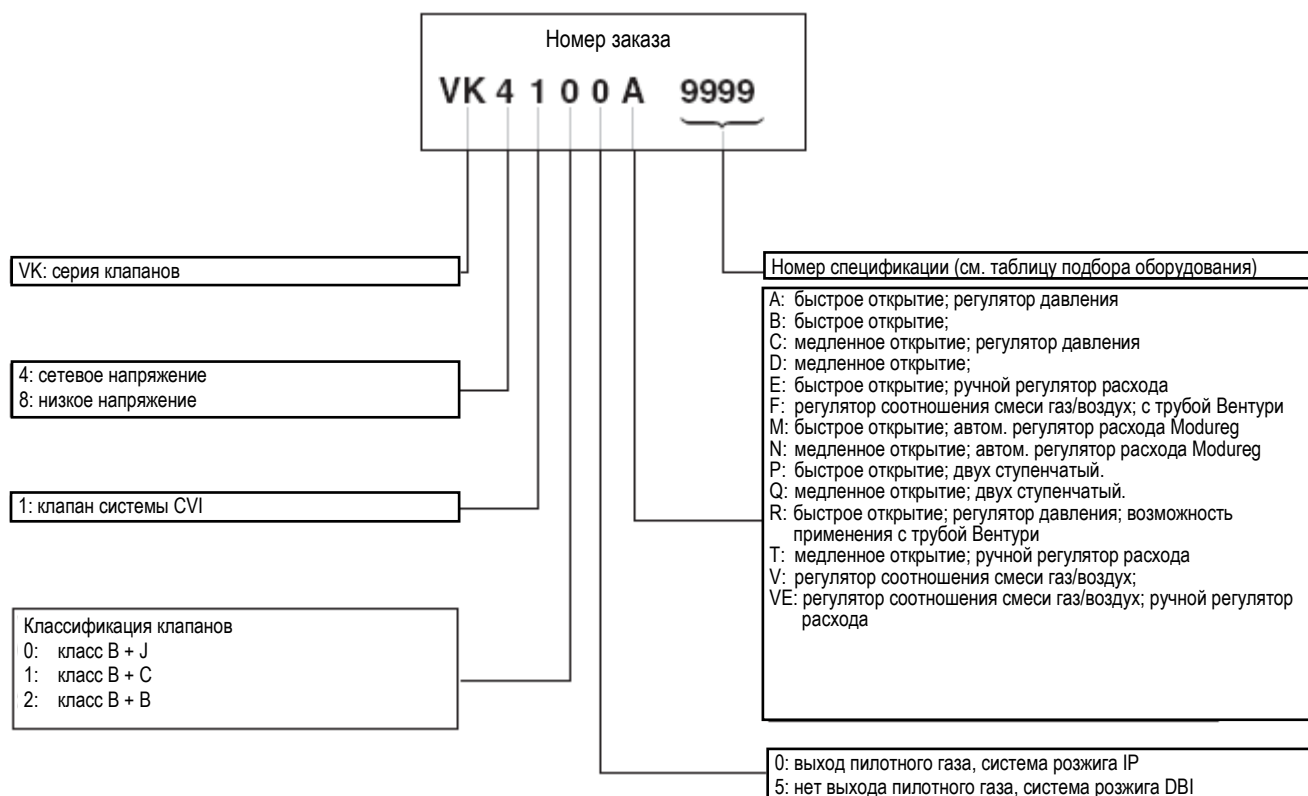 Номер заказа
VK 4 1 0 0 A 9999
VK: серия клапанов
4: сетевое напряжение
8: низкое напряжение
1: клапан системы CVI
Классификация клапанов
0: класс B + J
1: класс B + C
2: класс B + B
Номер спецификации (см. таблицу подбора оборудования)
A: быстрое открытие; регулятор давления
B: быстрое открытие;
C: медленное открытие; регулятор давления
D: медленное открытие;
E: быстрое открытие; ручной регулятор расхода
F: регулятор соотношения смеси газ/воздух; с трубой Вентури
M: быстрое открытие; автом. регулятор расхода Modureg
N: медленное открытие; автом. регулятор расхода Modureg
P: быстрое открытие; двух ступенчатый.
Q: медленное открытие; двух ступенчатый.
R: быстрое открытие; регулятор давления; возможность
применения с трубой Вентури
T: медленное открытие; ручной регулятор расхода
V: регулятор соотношения смеси газ/воздух;
VE: регулятор соотношения смеси газ/воздух; ручной регулятор
расхода
0: выход пилотного газа, система розжига IP
5: нет выхода пилотного газа, система розжига DBI